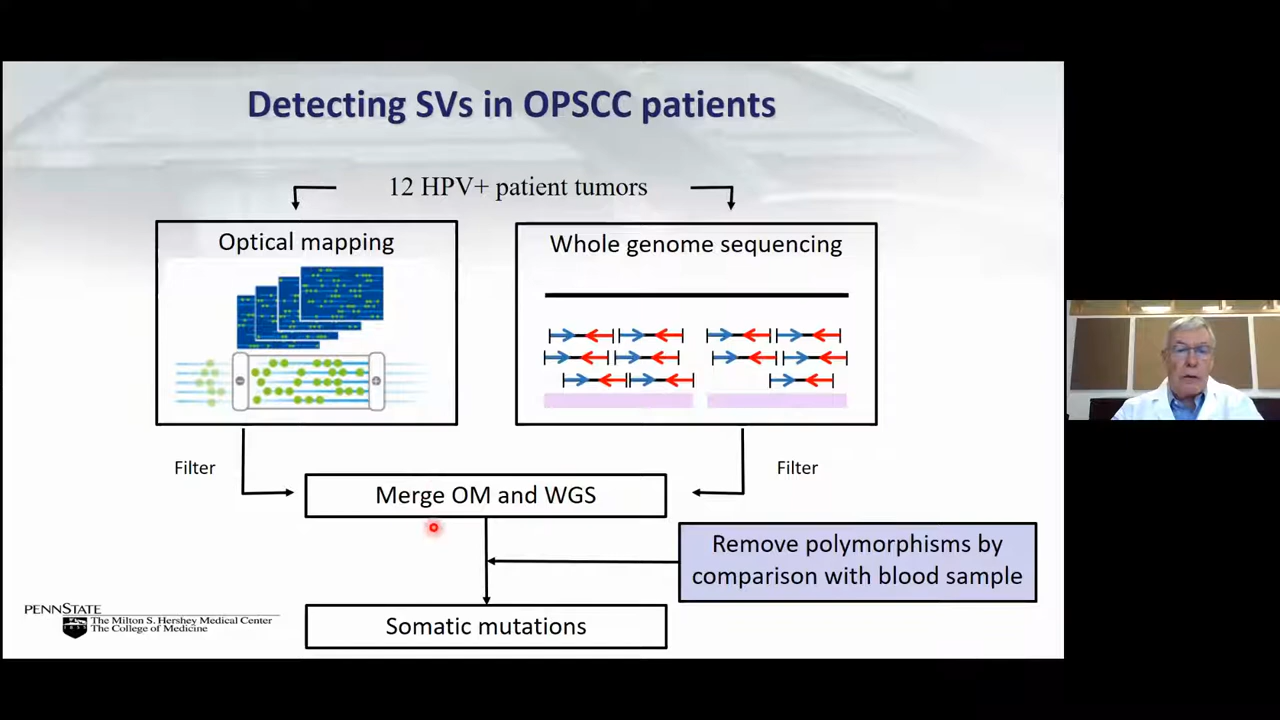 Detecting SVs in OPSCC patients
12 HPV+ patient tumors
Optical mapping
Whole genome sequencing
Filter
Filter
Merge OM and WGS
Remove polymorphisms by
comparison with blood sample
Somatic mutations
PENNSTATE
The Milton S. Hershey Medical Center
The College of Medicine